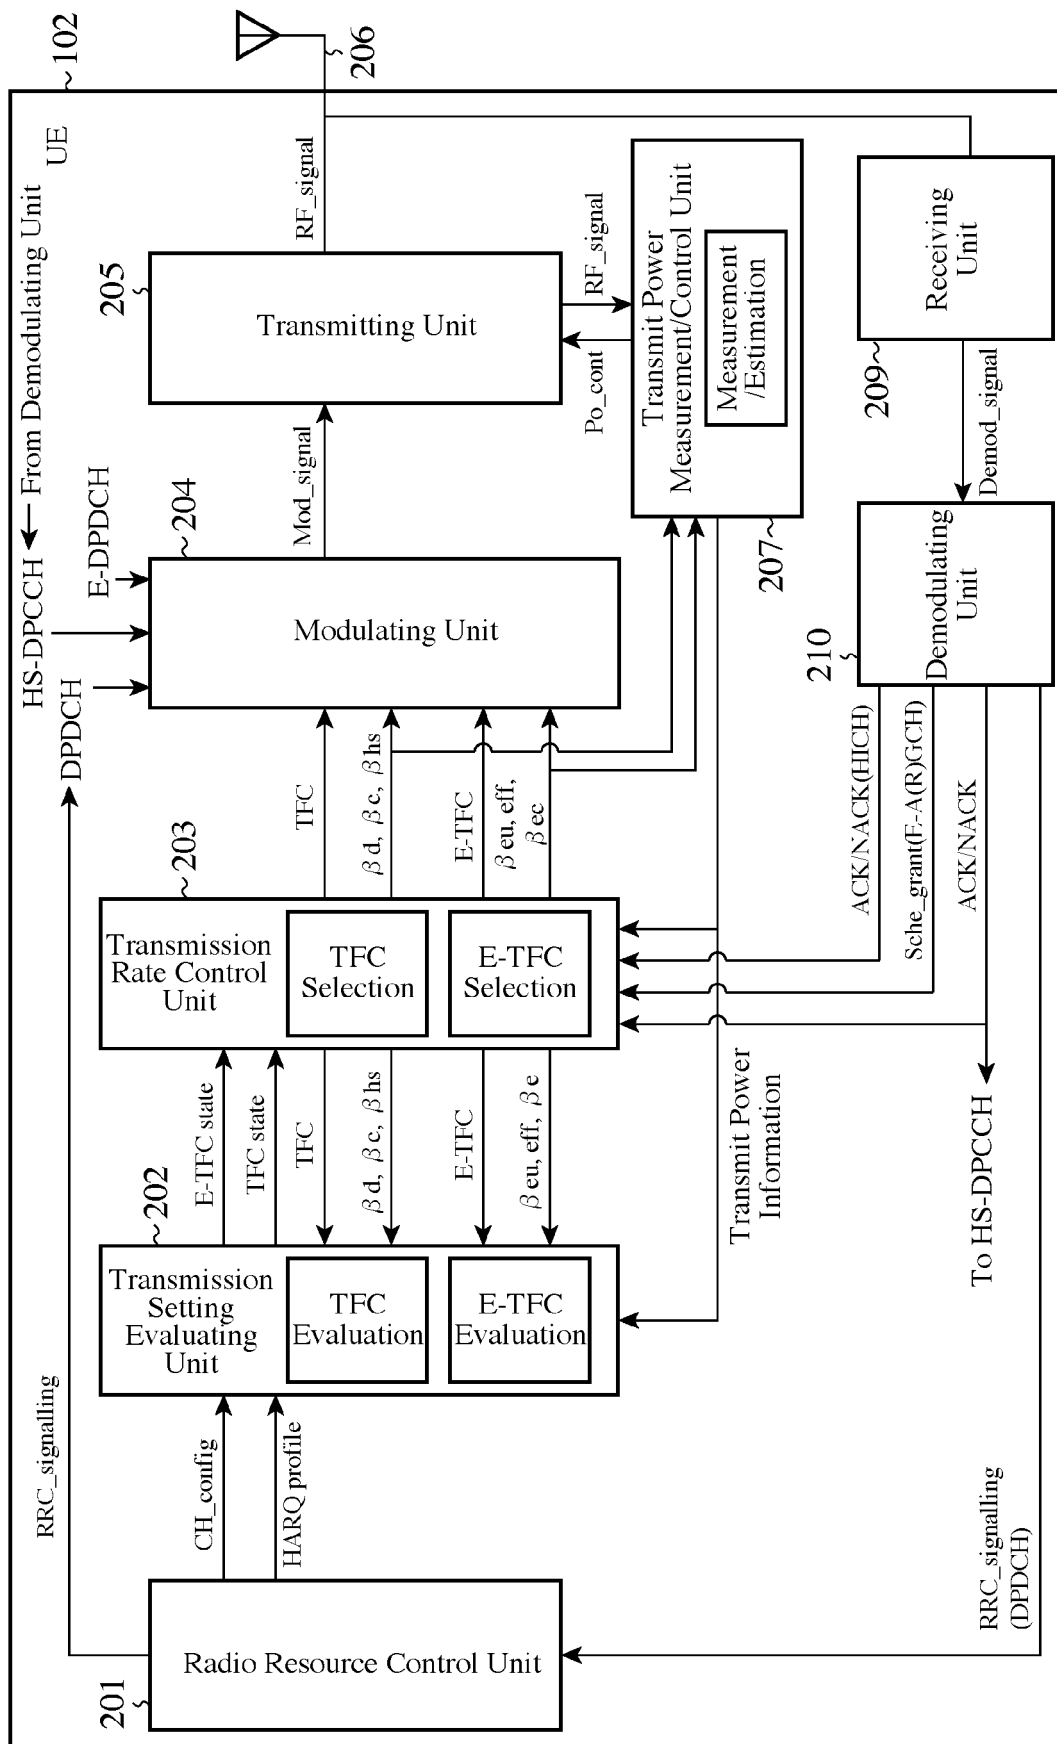 102
UE
HS-DPCCH
From Demodulating Unit
DPDCH
E-DPDCH
RRC_signalling
201
Radio Resource Control Unit
CH_config
HARQ profile
202
Transmission
Setting
Evaluating
Unit
TFC
Evaluation
E-TFC
Evaluation
E-TFC state
TFC state
TFC
βd, βc, βhs
E-TFC
βeu, eff, βe
203
Transmission
Rate Control
Unit
TFC
Selection
E-TFC
Selection
TFC
βd, βc, βhs
E-TFC
βeu, eff,
βec
204
Modulating Unit
Mod_signal
205
Transmitting Unit
RF_signal
206
Po_cont
RF_signal
Transmit Power
Measurement/Control Unit
Measurement
/Estimation
207
Transmit Power
Information
Receiving
Unit
209
Demod_signal
Demodulating
Unit
210
ACK/NACK(HICH)
Sche_grant(E-A(R)GCH)
ACK/NACK
To HS-DPCCH
RRC_signalling
(DPDCH)